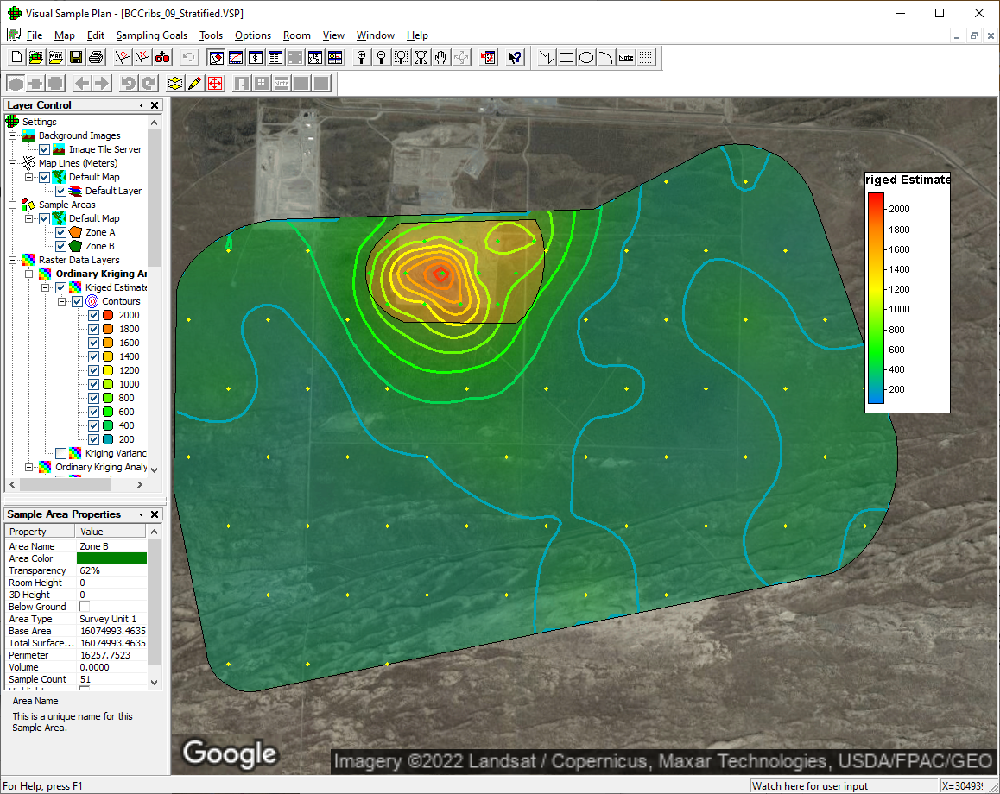 Visual Sample Plan - [BCCribs_09_Stratified.VSP]
File Map Edit Sampling Goals Tools Options Room View Window Help
MAP
Note
Note
Layer Control
Settings
Background Images
Image Tile Server
Map Lines (Meters)
Default Map
Default Layer
Sample Areas
Default Map
Zone A
Zone B
Raster Data Layers
Ordinary Kriging Ar
Kriged Estimate
Contours
2000
1800
1600
1400
1200
1000
800
600
400
200
Kriging Varianc
Ordinary Kriging Analy
Sample Area Properties
Property Value
Area Name Zone B
Area Color
Transparency 62%
Room Height 0
3D Height 0
Below Ground
Area Type Survey Unit 1
Base Area 16074993.4635
Total Surface... 16074993.4635
Perimeter 16257.7523
Volume 0.0000
Sample Count 51
Area Name
This is a unique name for this
Sample Area.
riged Estimate
2000
1800
1600
1400
1200
1000
800
600
400
200
Google
Imagery ©2022 Landsat / Copernicus, Maxar Technologies, USDA/FPAC/GEO
For Help, press F1
Watch here for user input
X=304939